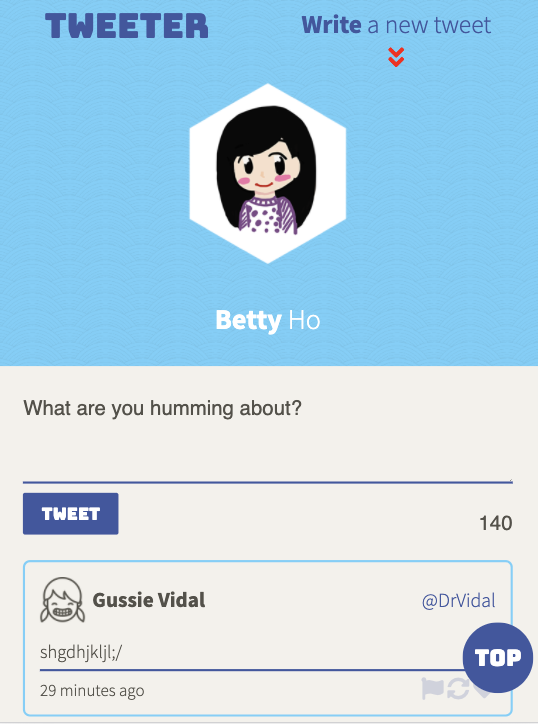 TWEETER
Write a new tweet
Betty Ho
What are you humming about?
TWEET
140
Gussie Vidal
@DrVidal
shgdhjkljl;/
TOP
29 minutes ago